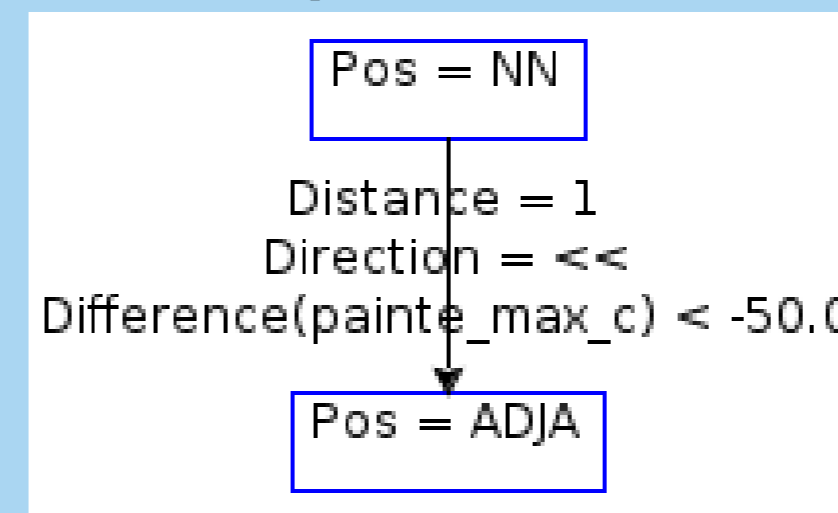 Pos = NN
Distance = 1
Direction = <<
Difference(painte_max_c) < -50.0
Pos = ADJA